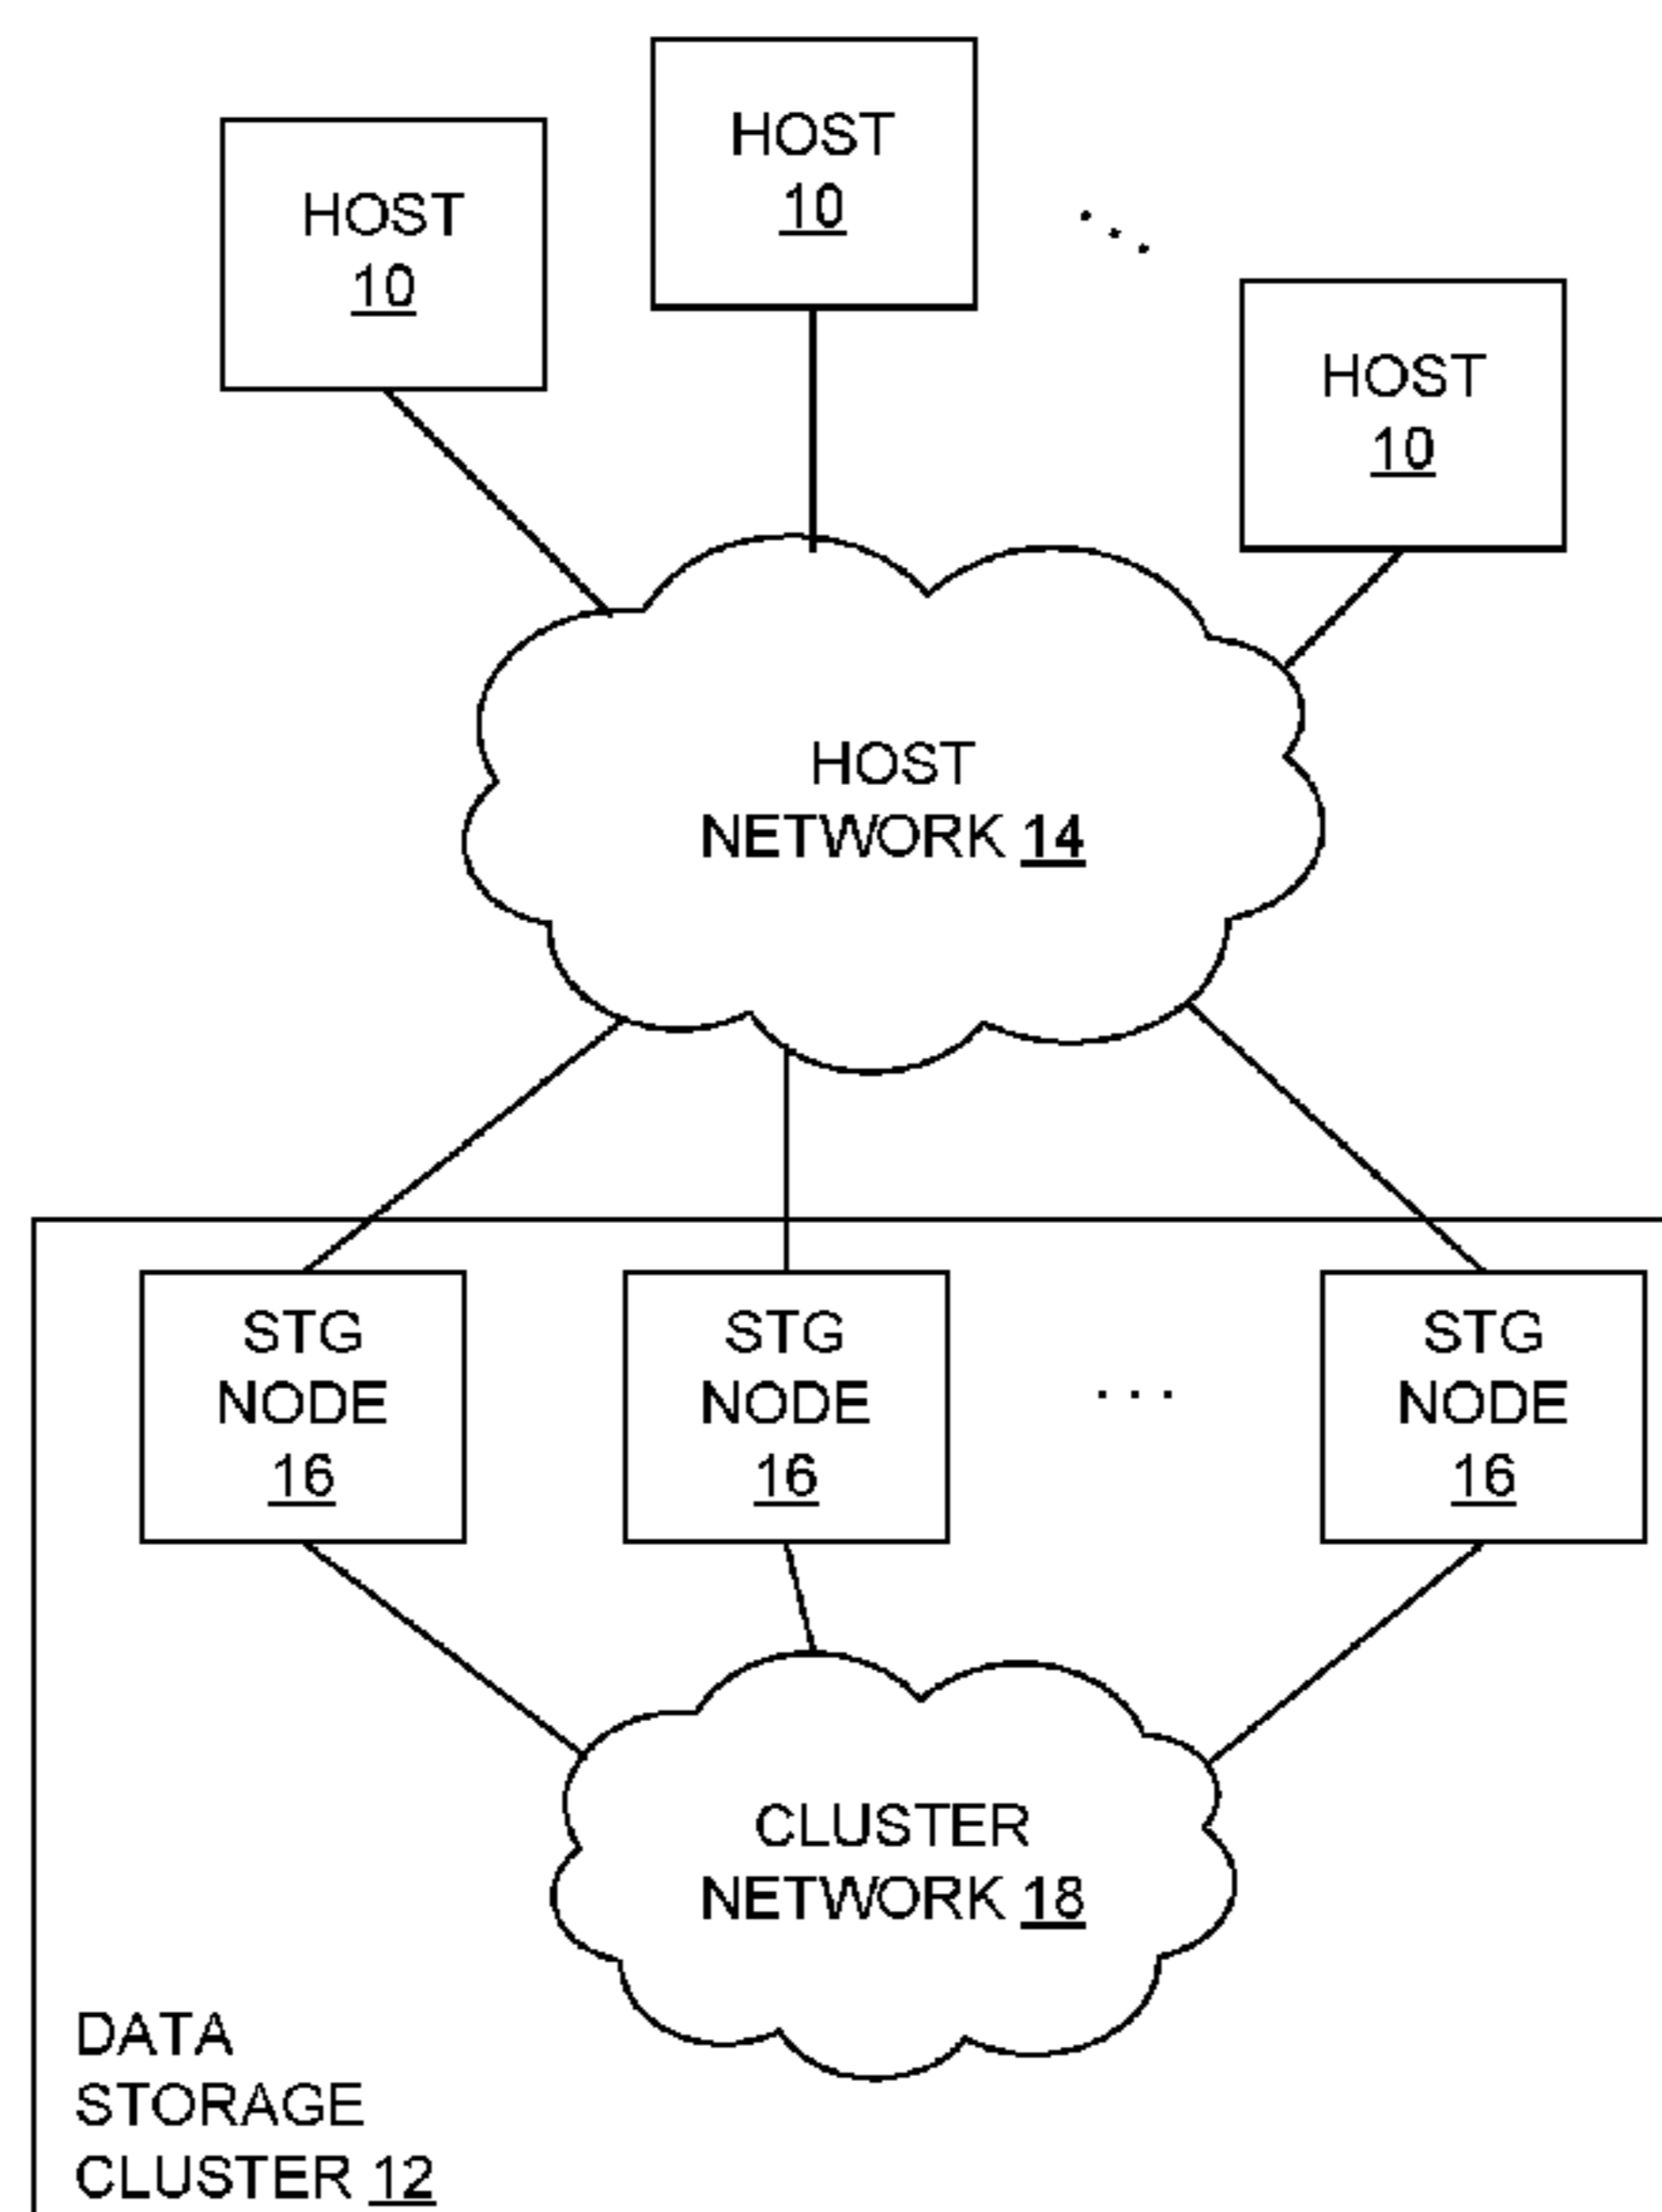 HOST
10
HOST
10
. . .
HOST
10
HOST
NETWORK 14
STG
NODE
16
STG
NODE
16
. . .
STG
NODE
16
CLUSTER
NETWORK 18
DATA
STORAGE
CLUSTER 12